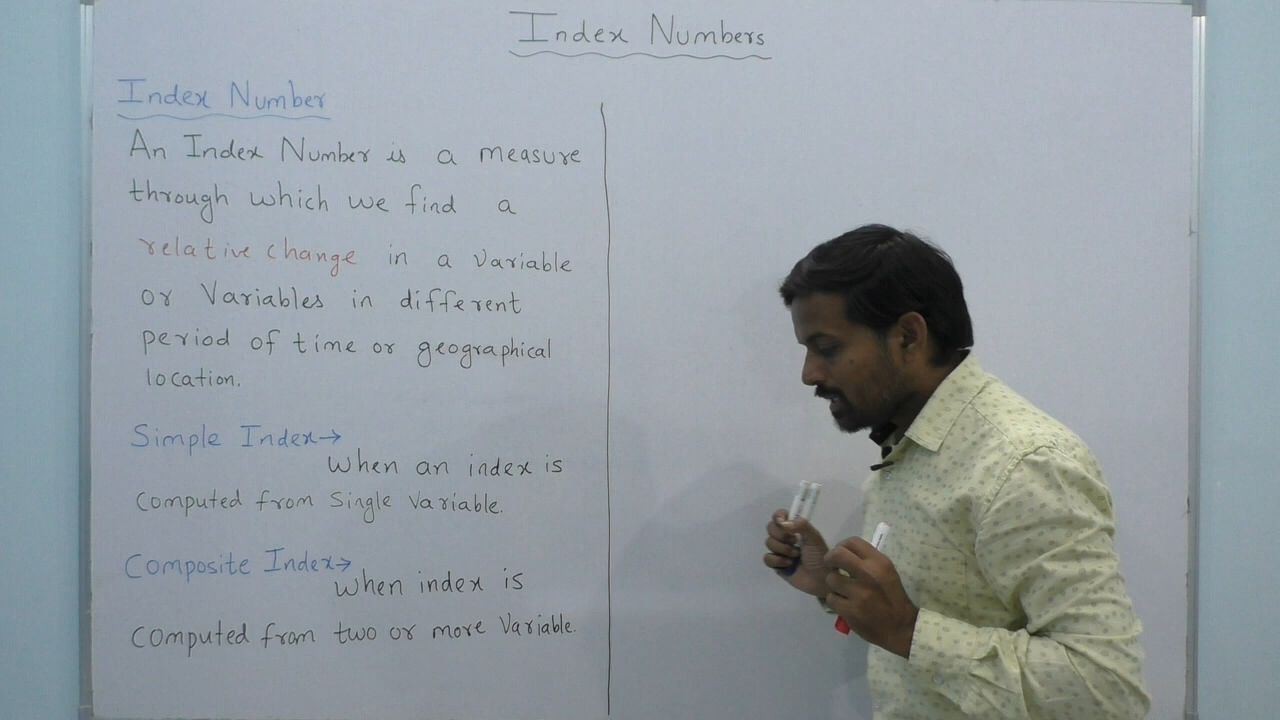 Index Numbers
Index Number
An Index Number is a measure
through which we find a
relative change in a variable
or Variables in different
period of time or geographical
location.
Simple Index→
When an index is
Computed from Single Variable.
Composite Index→
When index is
Computed from two or more Variable.